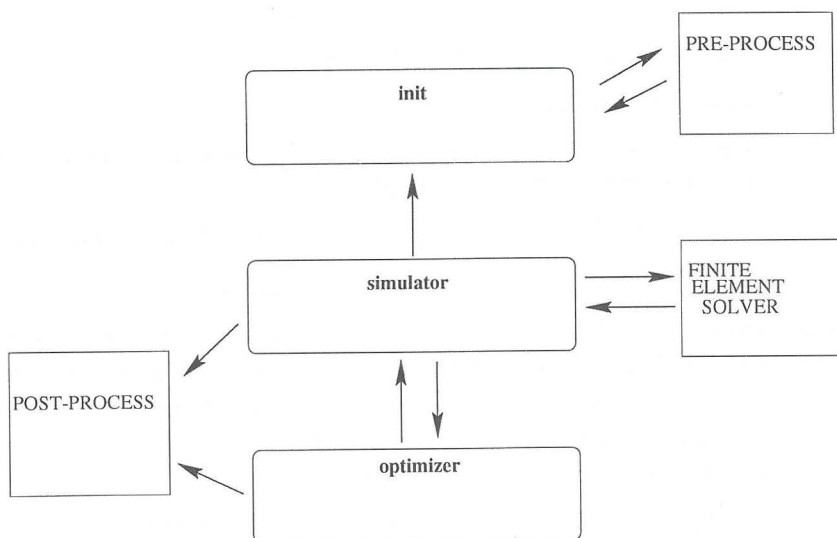 PRE-PROCESS
init
simulator
FINITE
ELEMENT
SOLVER
POST-PROCESS
optimizer